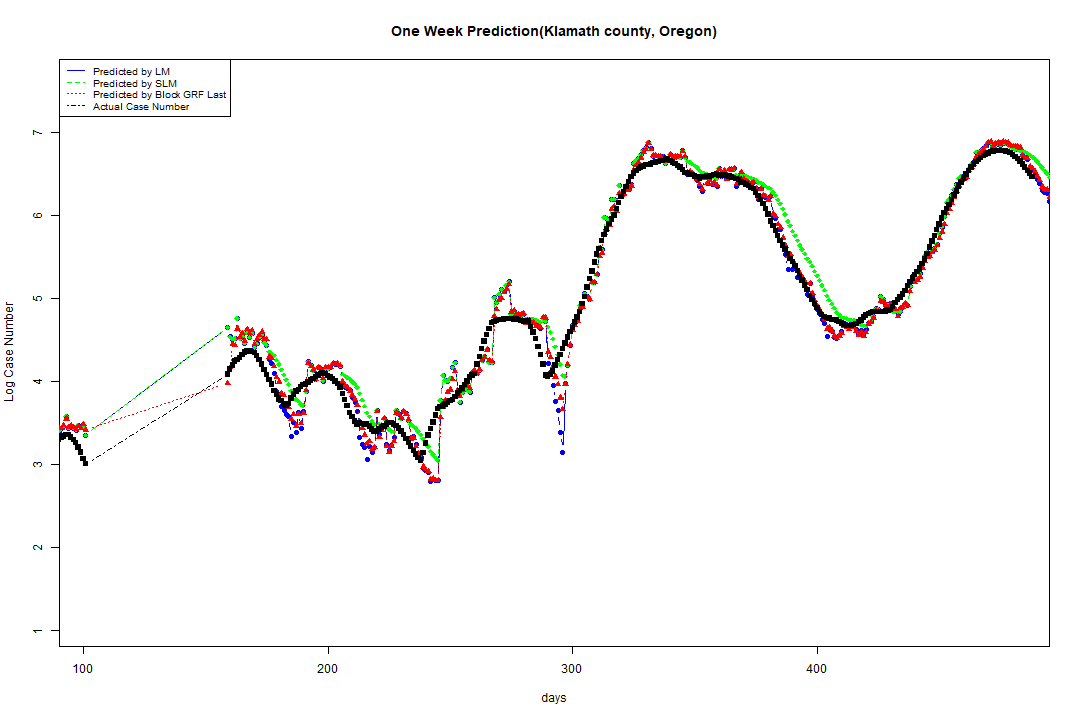 One Week Prediction(Klamath county, Oregon)
Predicted by LM
Predicted by SLM
Predicted by Block GRF Last
Actual Case Number
7
6
5
4
3
2
1
Log Case Number
100 200 300 400
days